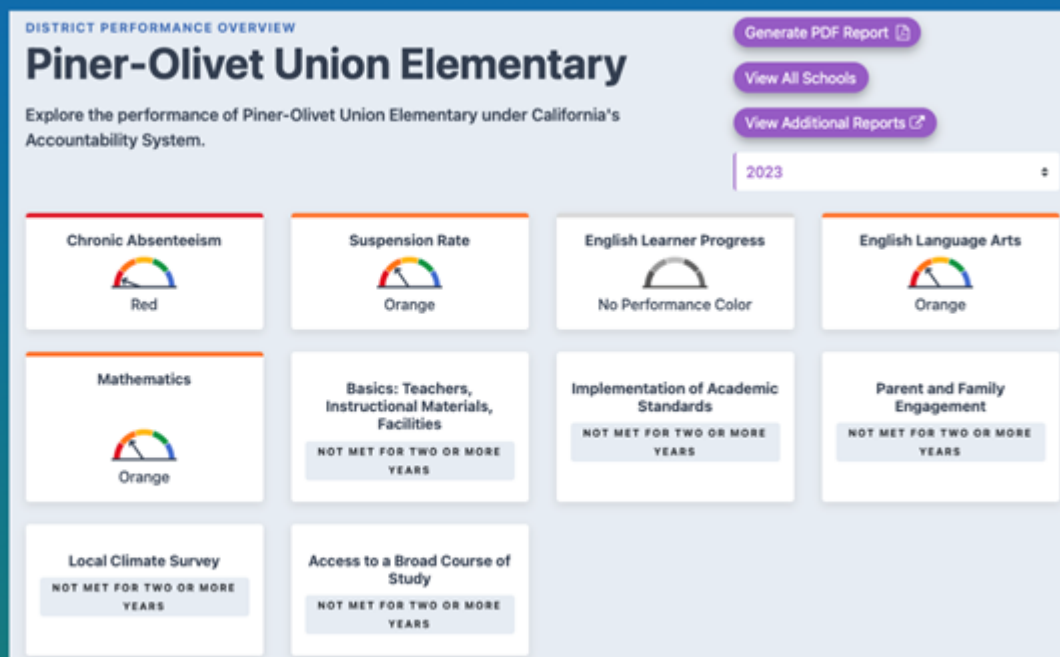 DISTRICT PERFORMANCE OVERVIEW
Piner-Olivet Union Elementary
Explore the performance of Piner-Olivet Union Elementary under California's
Accountability System.
Generate PDF Report
View All Schools
View Additional Reports
2023
Chronic Absenteeism
Red
Suspension Rate
Orange
English Learner Progress
No Performance Color
English Language Arts
Orange
Mathematics
Orange
Basics: Teachers,
Instructional Materials,
Facilities
NOT MET FOR TWO OR MORE
YEARS
Implementation of Academic
Standards
NOT MET FOR TWO OR MORE
YEARS
Parent and Family
Engagement
NOT MET FOR TWO OR MORE
YEARS
Local Climate Survey
NOT MET FOR TWO OR MORE
YEARS
Access to a Broad Course of
Study
NOT MET FOR TWO OR MORE
YEARS